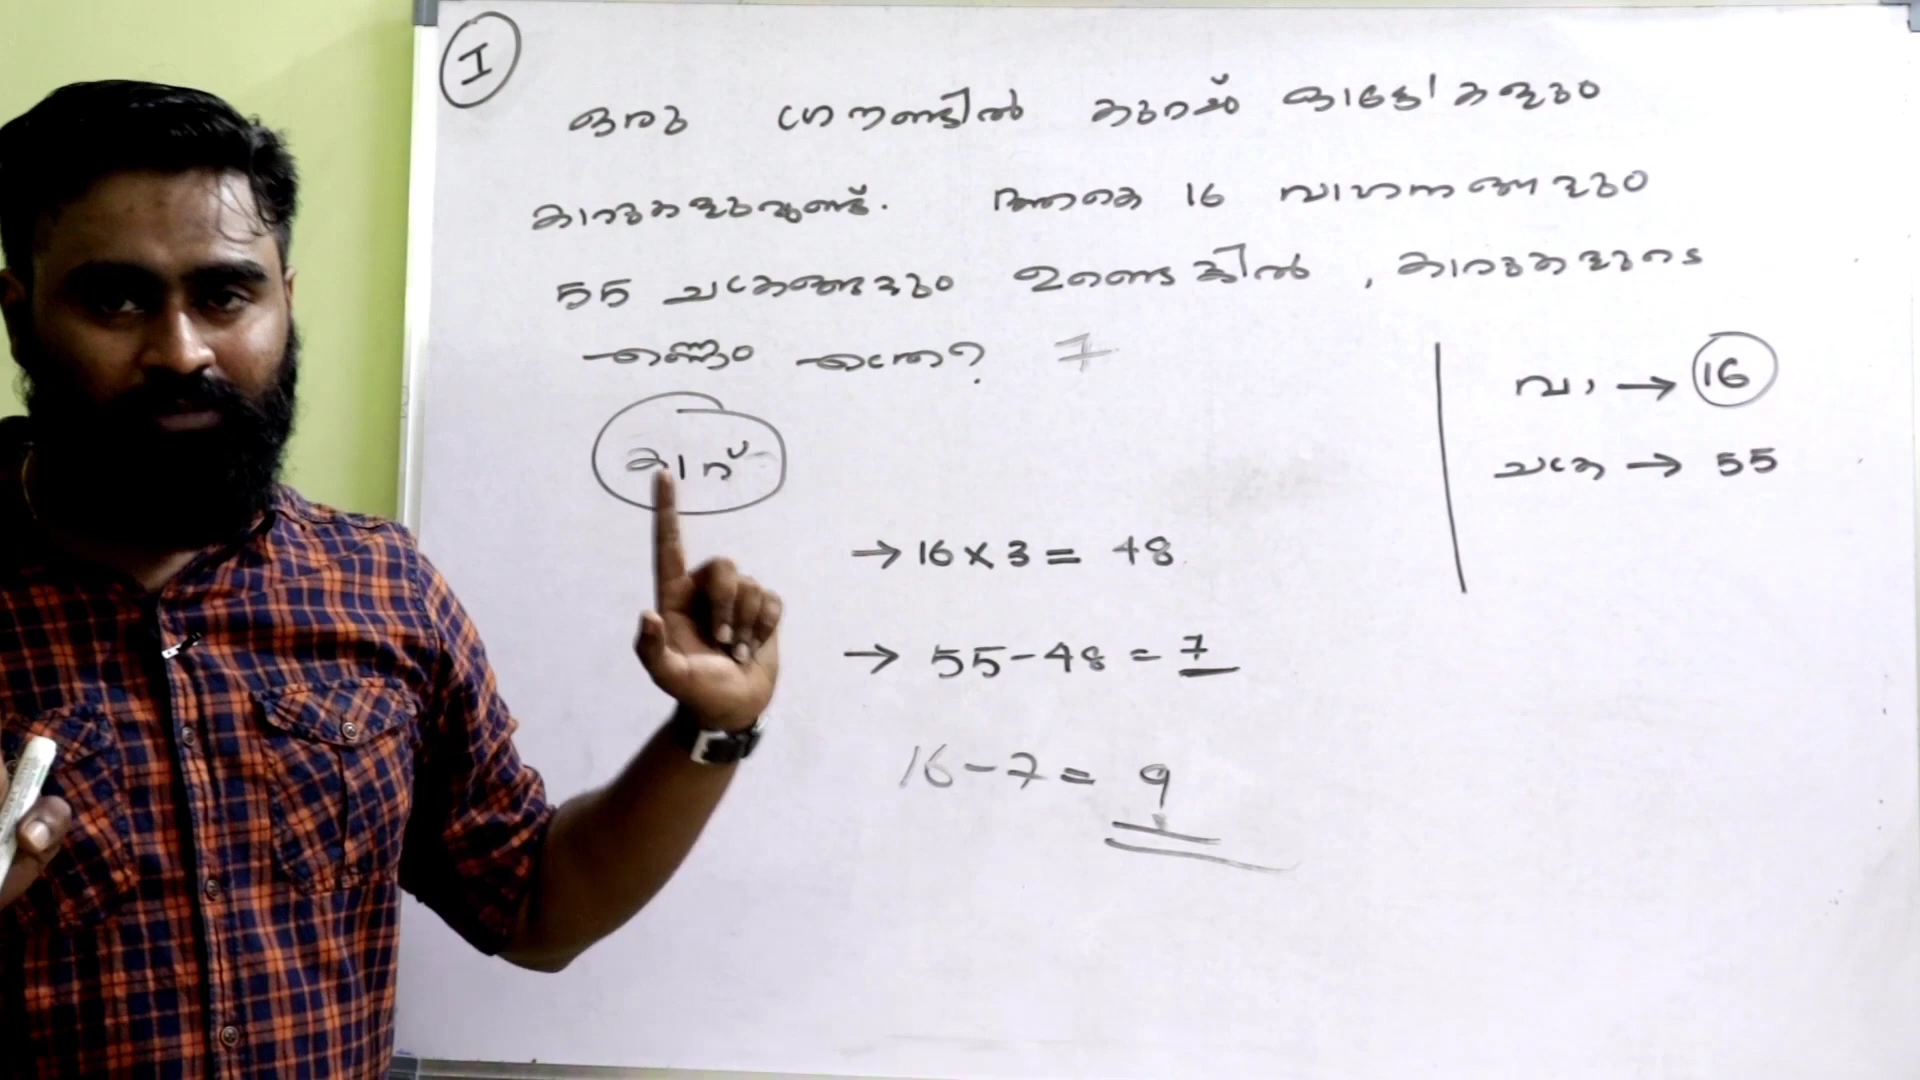 I
ഒരു ഗ്രൗണ്ടിൽ കുറച്ച് ഓട്ടോകളും
കാറുകളുമുണ്ട്. ആകെ 16 വാഹനങ്ങളും
55 ചക്രങ്ങളും ഉണ്ടെങ്കിൽ, കാറുകളുടെ
എണ്ണം എത്ര? 7
കാറ്
→ 16 × 3 = 48
→ 55 - 48 = 7
16 - 7 = 9
വാ → 16
ചക്ര → 55